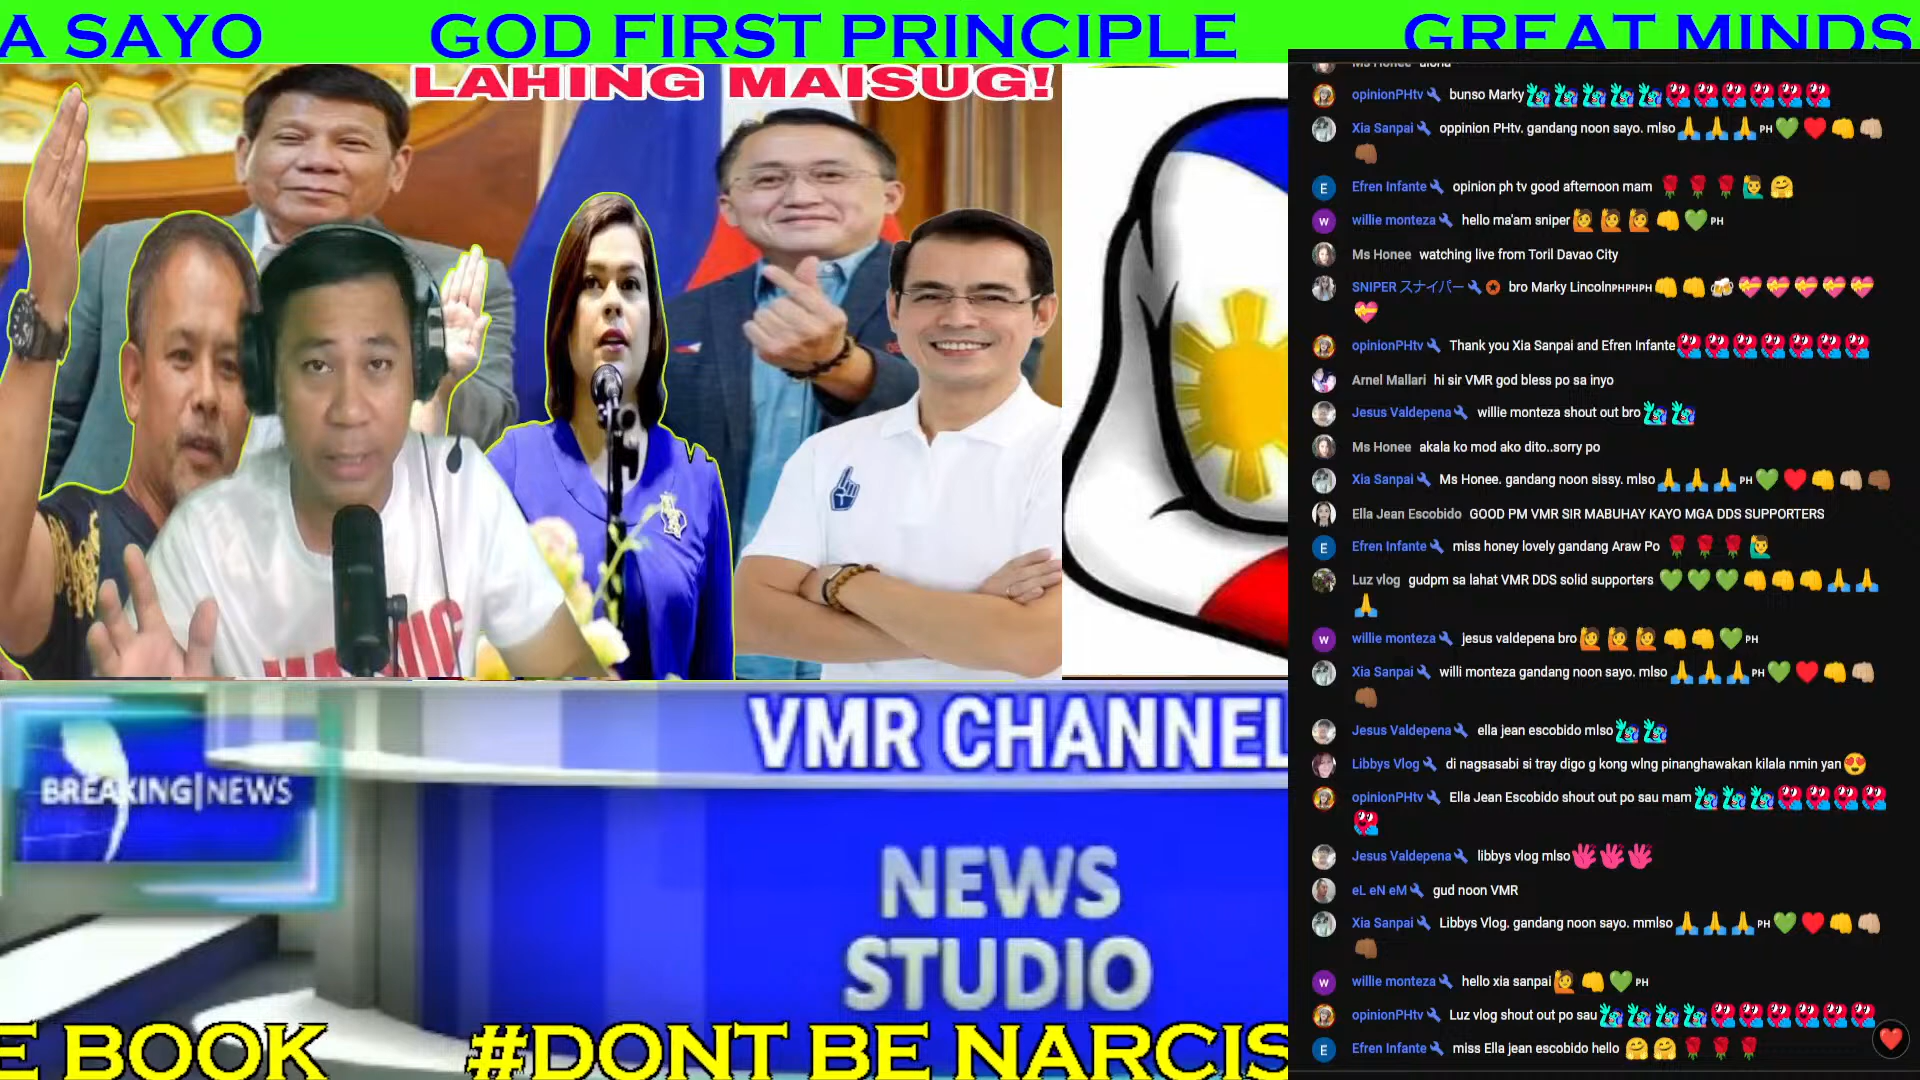 A SAYO GOD FIRST PRINCIPLE GREAT MINDS
LAHING MAISUG!
VMR CHANNEL
BREAKING|NEWS
NEWS
STUDIO
E BOOK #DONT BE NARCIS
Ms Honee aloha
opinionPHtv bunso Marky
Xia Sanpai oppinion PHtv. gandang noon sayo. mlso 🙏🙏🙏🇵🇭💚❤️👊👊🏼
👊🏾
Efren Infante opinion ph tv good afternoon mam 🌹🌹🌹🙋‍♂️🤗
willie monteza hello ma'am sniper 🙋🙋🙋👊💚🇵🇭
Ms Honee watching live from Toril Davao City
SNIPER スナイパー bro Marky Lincoln🇵🇭🇵🇭🇵🇭👊👊🍻💝💝💝💝💝
💝
opinionPHtv Thank you Xia Sanpai and Efren Infante
Arnel Mallari hi sir VMR god bless po sa inyo
Jesus Valdepena willie monteza shout out bro
Ms Honee akala ko mod ako dito..sorry po
Xia Sanpai Ms Honee. gandang noon sissy. mlso 🙏🙏🙏🇵🇭💚❤️👊👊🏼👊🏾
Ella Jean Escobido GOOD PM VMR SIR MABUHAY KAYO MGA DDS SUPPORTERS
Efren Infante miss honey lovely gandang Araw Po 🌹🌹🌹🙋‍♂️
Luz vlog gudpm sa lahat VMR DDS solid supporters 💚💚💚👊👊👊🙏🙏
🙏
willie monteza jesus valdepena bro 🙋🙋🙋👊👊💚🇵🇭
Xia Sanpai willi monteza gandang noon sayo. mlso 🙏🙏🙏🇵🇭💚❤️👊👊🏼
👊🏾
Jesus Valdepena ella jean escobido mlso
Libbys Vlog di nagsasabi si tray digo g kong wlng pinanghawakan kilala nmin yan 😍
opinionPHtv Ella Jean Escobido shout out po sau mam
Jesus Valdepena libbys vlog mlso
eL eN eM gud noon VMR
Xia Sanpai Libbys Vlog. gandang noon sayo. mmlso 🙏🙏🙏🇵🇭💚❤️👊👊🏼
👊🏾
willie monteza hello xia sanpai 🙋👊💚🇵🇭
opinionPHtv Luz vlog shout out po sau
Efren Infante miss Ella jean escobido hello 🤗🤗🌹🌹🌹